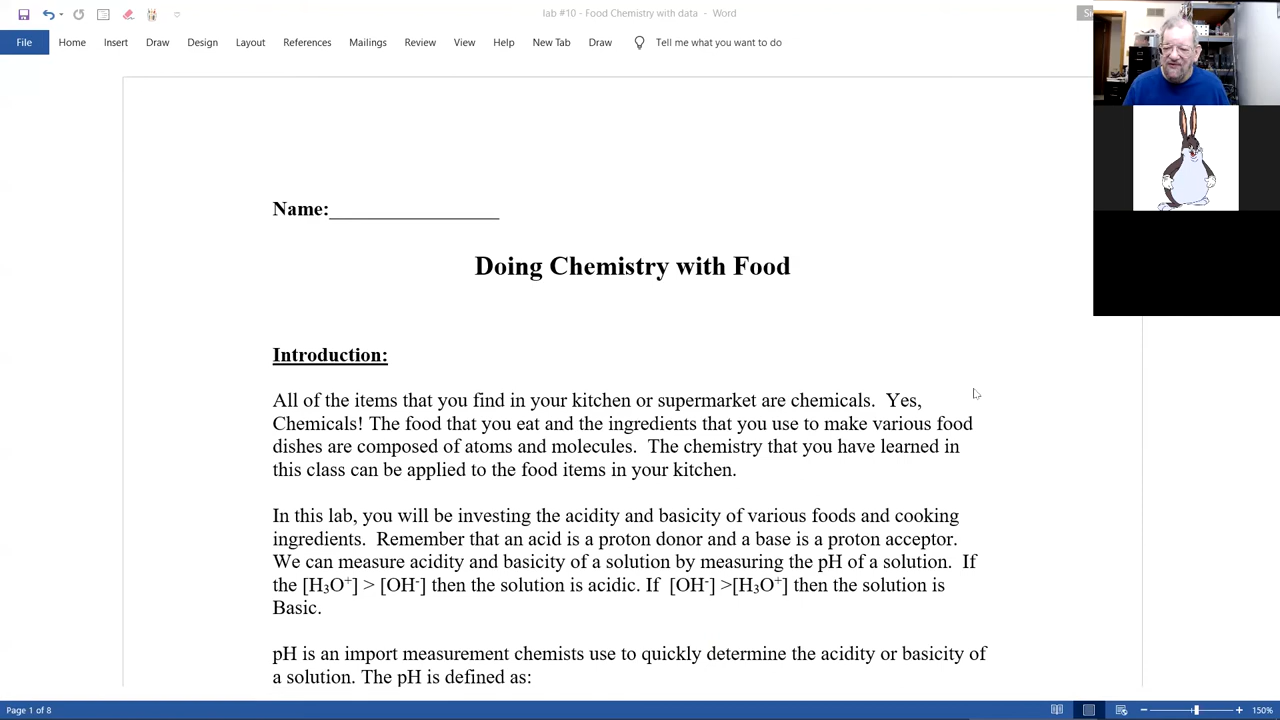 lab #10 - Food Chemistry with data - Word
File Home Insert Draw Design Layout References Mailings Review View Help New Tab Draw Tell me what you want to do
Name:_________________
Doing Chemistry with Food
Introduction:
All of the items that you find in your kitchen or supermarket are chemicals.  Yes,
Chemicals! The food that you eat and the ingredients that you use to make various food
dishes are composed of atoms and molecules.  The chemistry that you have learned in
this class can be applied to the food items in your kitchen.
In this lab, you will be investing the acidity and basicity of various foods and cooking
ingredients.  Remember that an acid is a proton donor and a base is a proton acceptor.
We can measure acidity and basicity of a solution by measuring the pH of a solution.  If
the [H₃O⁺] > [OH⁻] then the solution is acidic. If  [OH⁻] >[H₃O⁺] then the solution is
Basic.
pH is an import measurement chemists use to quickly determine the acidity or basicity of
a solution. The pH is defined as:
Page 1 of 8
150%